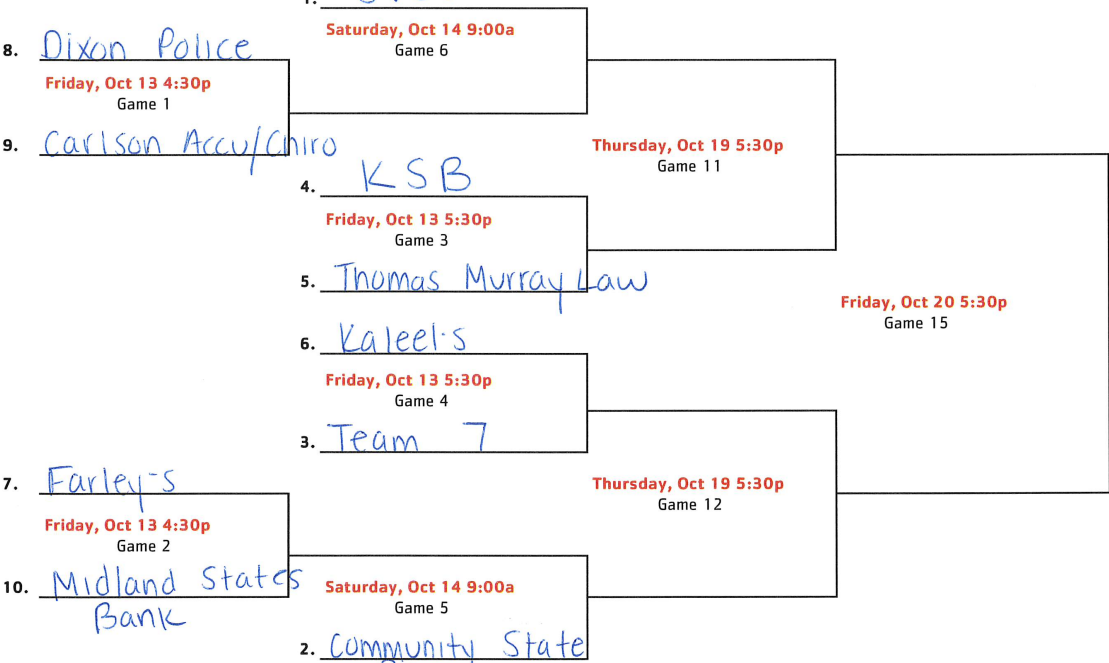 1.
Saturday, Oct 14 9:00a
Game 6
8. Dixon Police
Friday, Oct 13 4:30p
Game 1
9. Carlson Accu/Chiro
Thursday, Oct 19 5:30p
Game 11
4. KSB
Friday, Oct 13 5:30p
Game 3
5. Thomas Murray Law
Friday, Oct 20 5:30p
Game 15
6. Kaleel's
Friday, Oct 13 5:30p
Game 4
3. Team 7
7. Farley's
Thursday, Oct 19 5:30p
Game 12
Friday, Oct 13 4:30p
Game 2
10. Midland States
Bank
Saturday, Oct 14 9:00a
Game 5
2. Community State